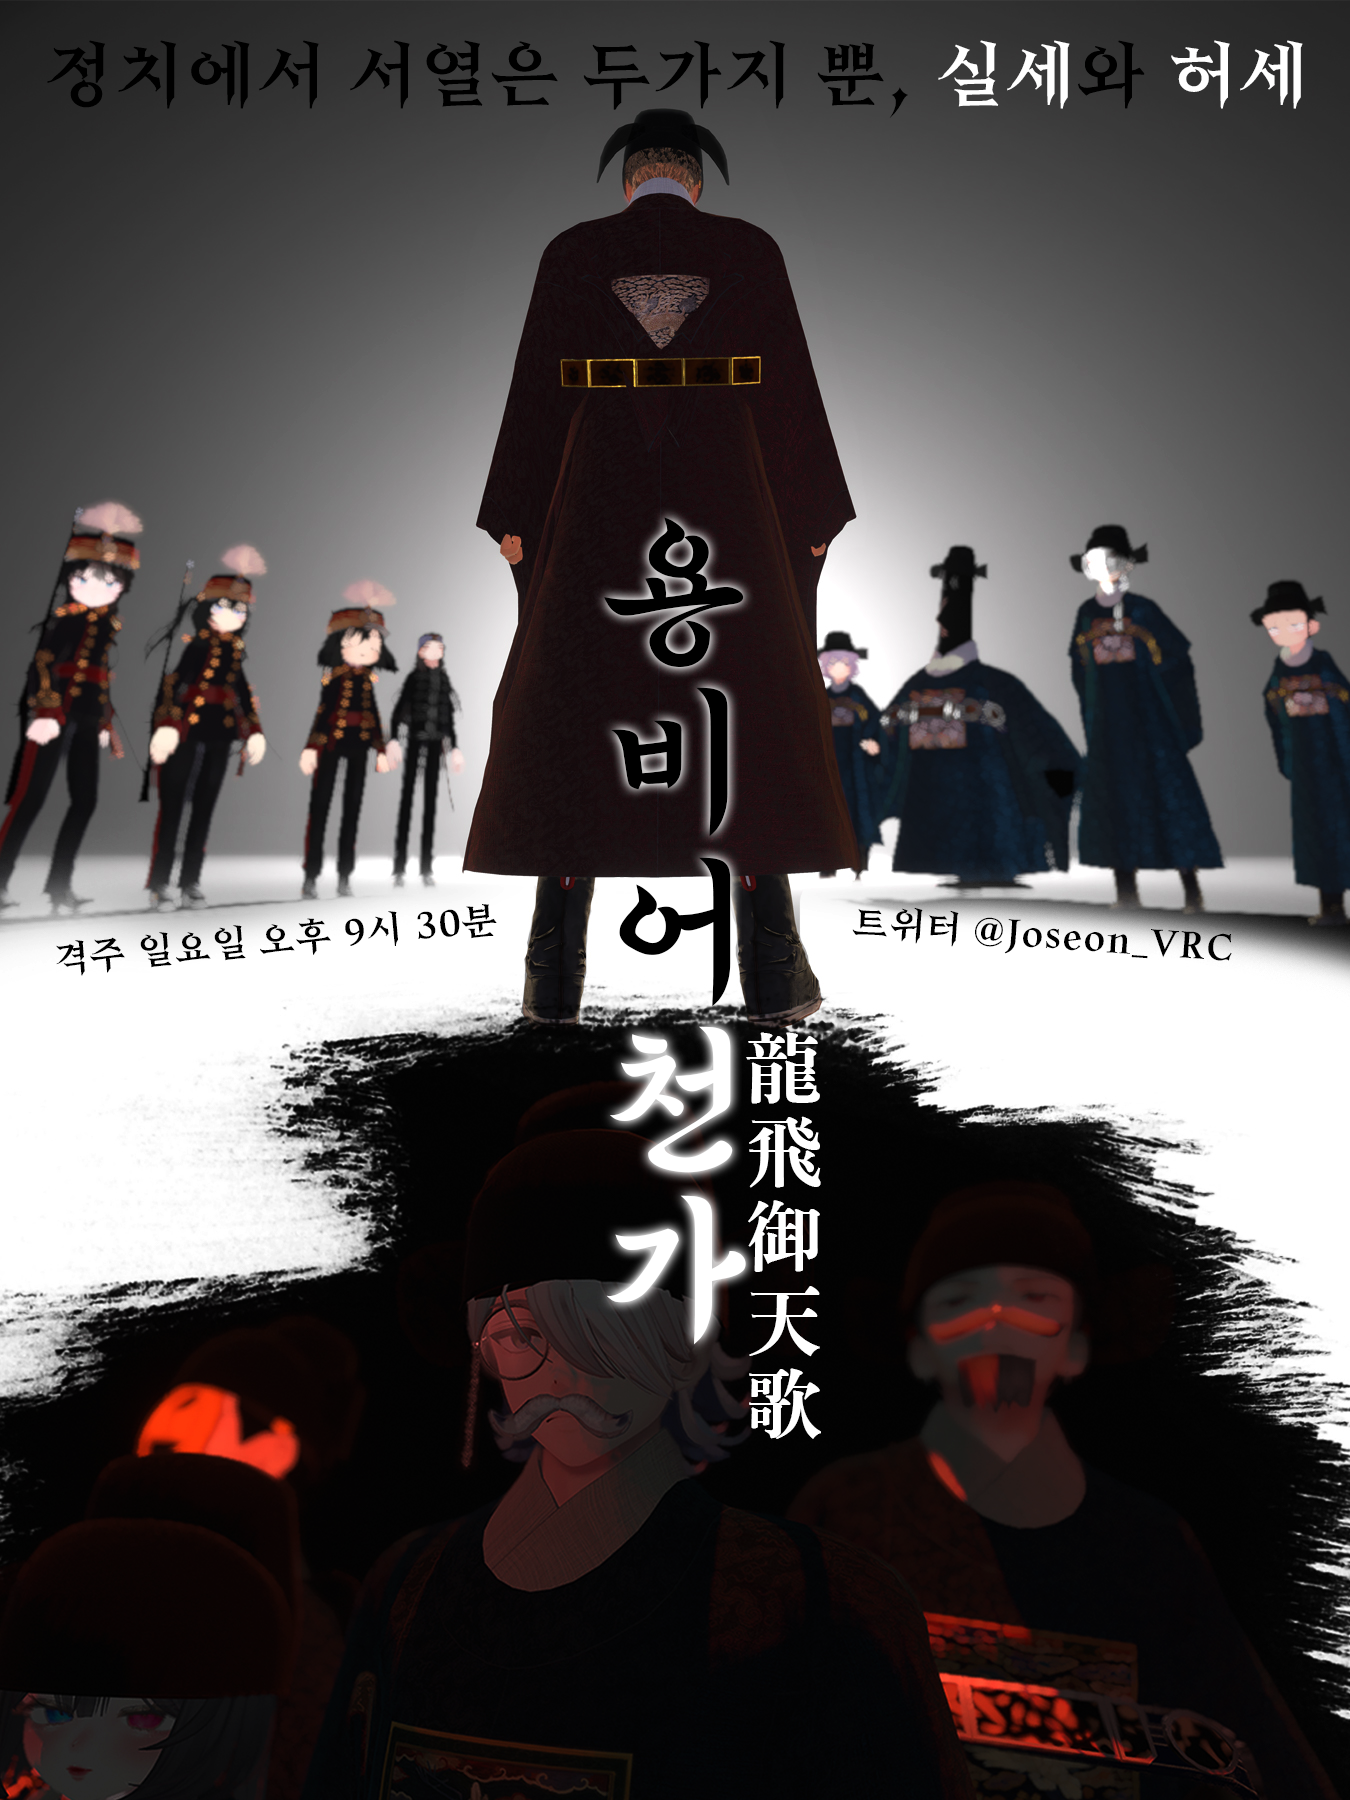 정치에서 서열은 두가지 뿐, 실세와 허세
용비어천가
龍飛御天歌
격주 일요일 오후 9시 30분
트위터 @Joseon_VRC